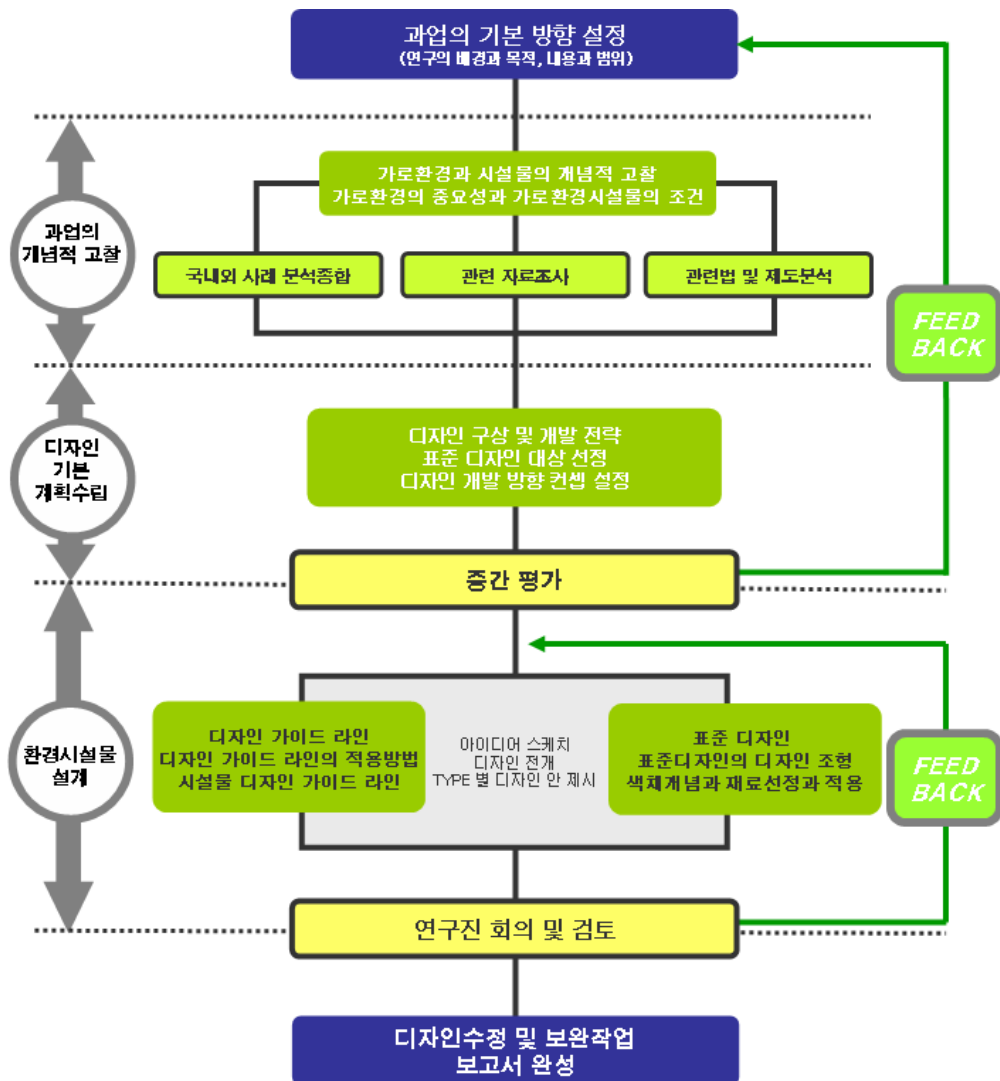 과업의 기본 방향 설정
(연구의 배경과 목적, 내용과 범위)
가로환경과 시설물의 개념적 고찰
가로환경의 중요성과 가로환경시설물의 조건
과업의
개념적 고찰
국내외 사례 분석종합
관련 자료조사
관련법 및 제도분석
FEED
BACK
디자인
기본
계획수립
디자인 구상 및 개발 전략
표준 디자인 대상 선정
디자인 개발 방향 컨셉 설정
중간 평가
환경시설물
설계
디자인 가이드 라인
디자인 가이드 라인의 적용방법
시설물 디자인 가이드 라인
아이디어 스케치
디자인 전개
TYPE 별 디자인 안 제시
표준 디자인
표준디자인의 디자인 조형
색채개념과 재료선정과 적용
FEED
BACK
연구진 회의 및 검토
디자인수정 및 보완작업
보고서 완성